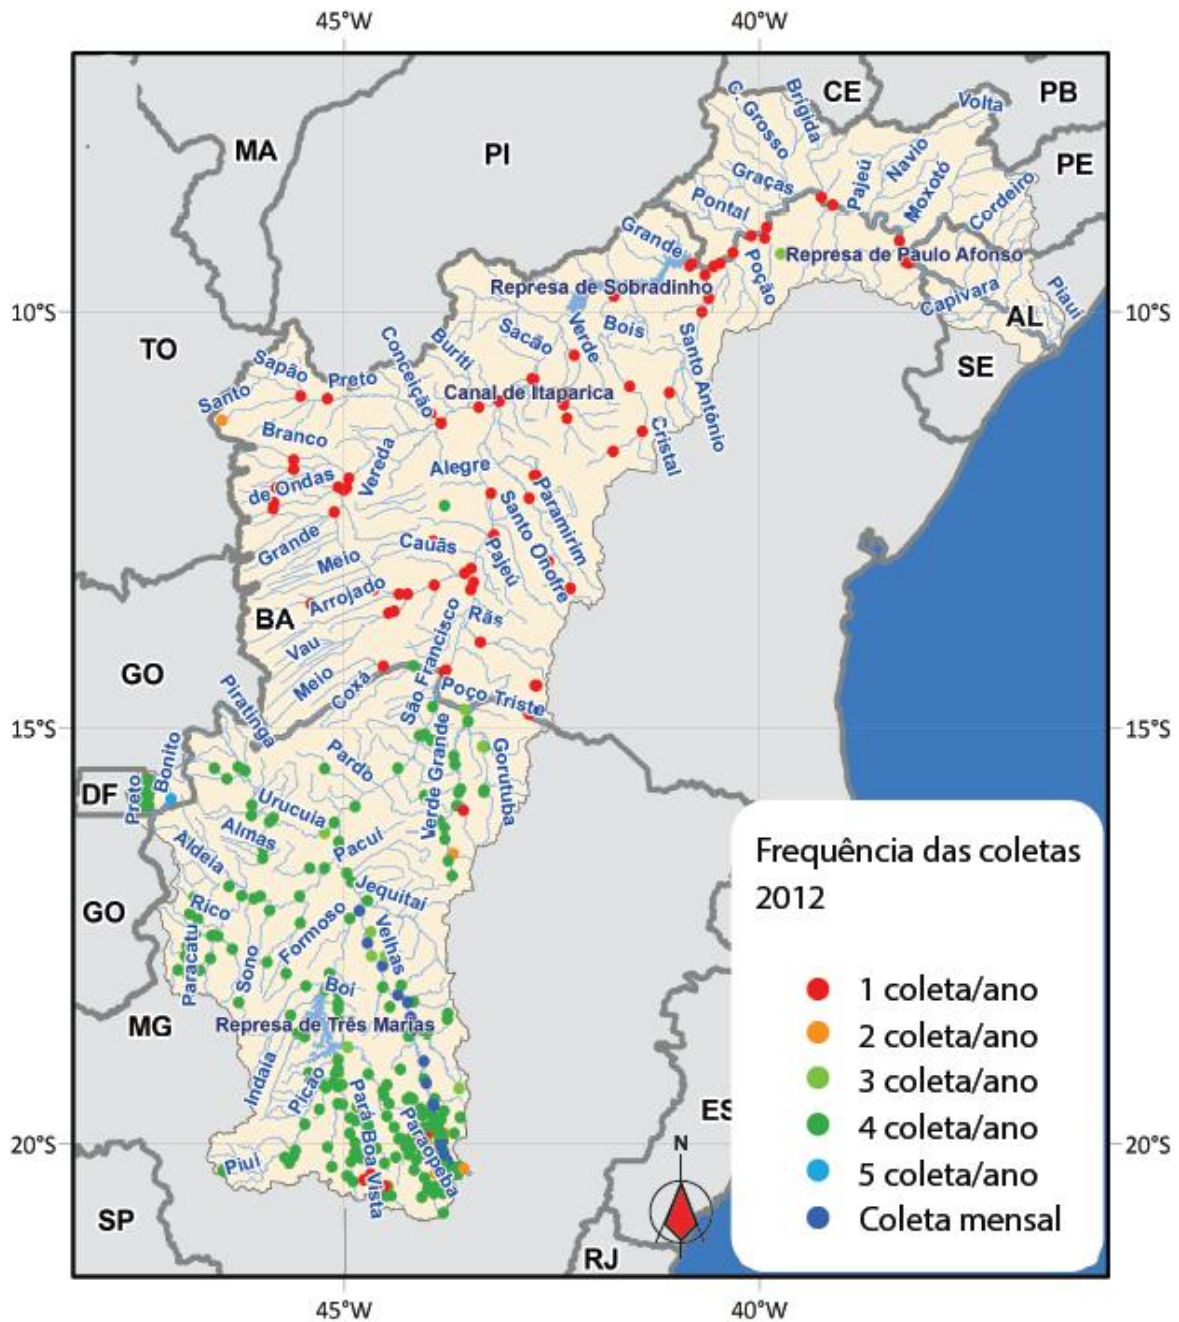 45°W
40°W
CE
PB
MA
PI
PE
C. Grosso
Brígida
Volta
Graças
Pajeú
Navio
Moxotó
Cordeiro
Pontal
Grande
Poção
Represa de Paulo Afonso
Represa de Sobradinho
Capivara
Piauí
10°S
10°S
AL
TO
SE
Sacão
Verde
Bois
Santo Antônio
Buriti
Conceição
Sapão
Preto
Santo
Canal de Itaparica
Branco
Cristal
Vereda
Alegre
de Ondas
Paramirim
Santo Onofre
Grande
Cauãs
Pajeú
Meio
Arrojado
BA
Rãs
Vau
São Francisco
GO
Meio
Coxá
Poço Triste
Piratinga
15°S
15°S
Bonito
Pardo
Verde Grande
Gorutuba
DF
Preto
Urucuia
Almas
Pacuí
Aldeia
Jequitaí
GO
Rico
Formoso
Velhas
Paracatu
Sono
Boi
MG
Represa de Três Marias
Indaiá
Picão
Pará
Boa Vista
Paraopeba
Piuí
20°S
20°S
SP
ES
RJ
N
Frequência das coletas
2012
1 coleta/ano
2 coleta/ano
3 coleta/ano
4 coleta/ano
5 coleta/ano
Coleta mensal
45°W
40°W